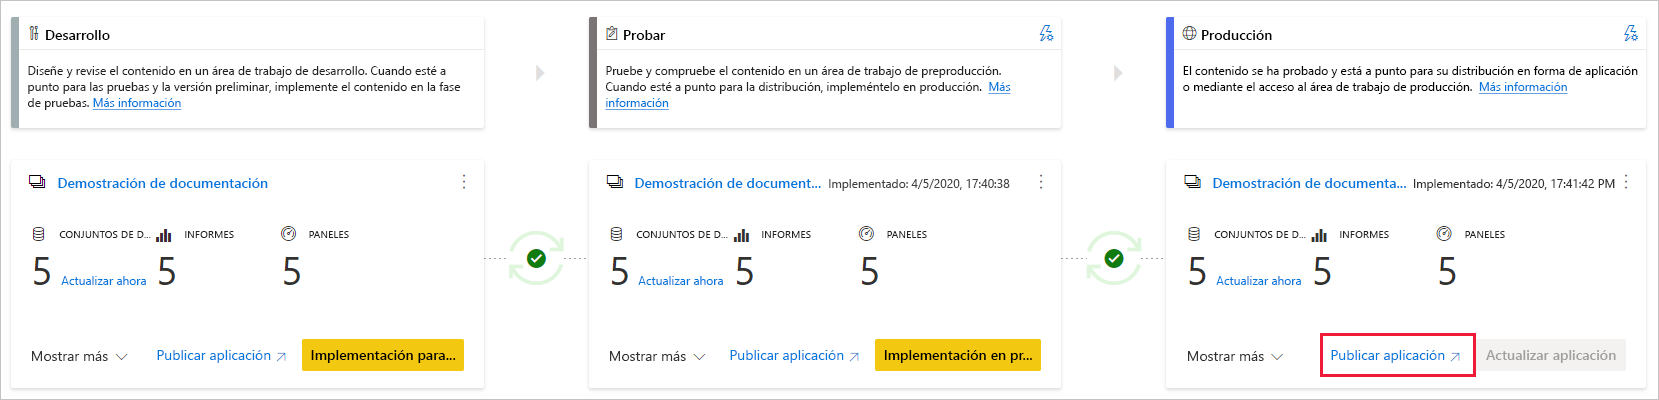 Desarrollo
Diseñe y revise el contenido en un área de trabajo de desarrollo. Cuando esté a
punto para las pruebas y la versión preliminar, implemente el contenido en la fase
de pruebas. Más información
Probar
Pruebe y compruebe el contenido en un área de trabajo de preproducción.
Cuando esté a punto para la distribución, impleméntelo en producción. Más
información
Producción
El contenido se ha probado y está a punto para su distribución en forma de aplicación
o mediante el acceso al área de trabajo de producción. Más información
Demostración de documentación
CONJUNTOS DE D... INFORMES PANELES
5 Actualizar ahora 5 5
Mostrar más Publicar aplicación Implementación para...
Demostración de document... Implementado: 4/5/2020, 17:40:38
CONJUNTOS DE D... INFORMES PANELES
5 Actualizar ahora 5 5
Mostrar más Publicar aplicación Implementación en pr...
Demostración de documenta... Implementado: 4/5/2020, 17:41:42 PM
CONJUNTOS DE D... INFORMES PANELES
5 Actualizar ahora 5 5
Mostrar más Publicar aplicación Actualizar aplicación